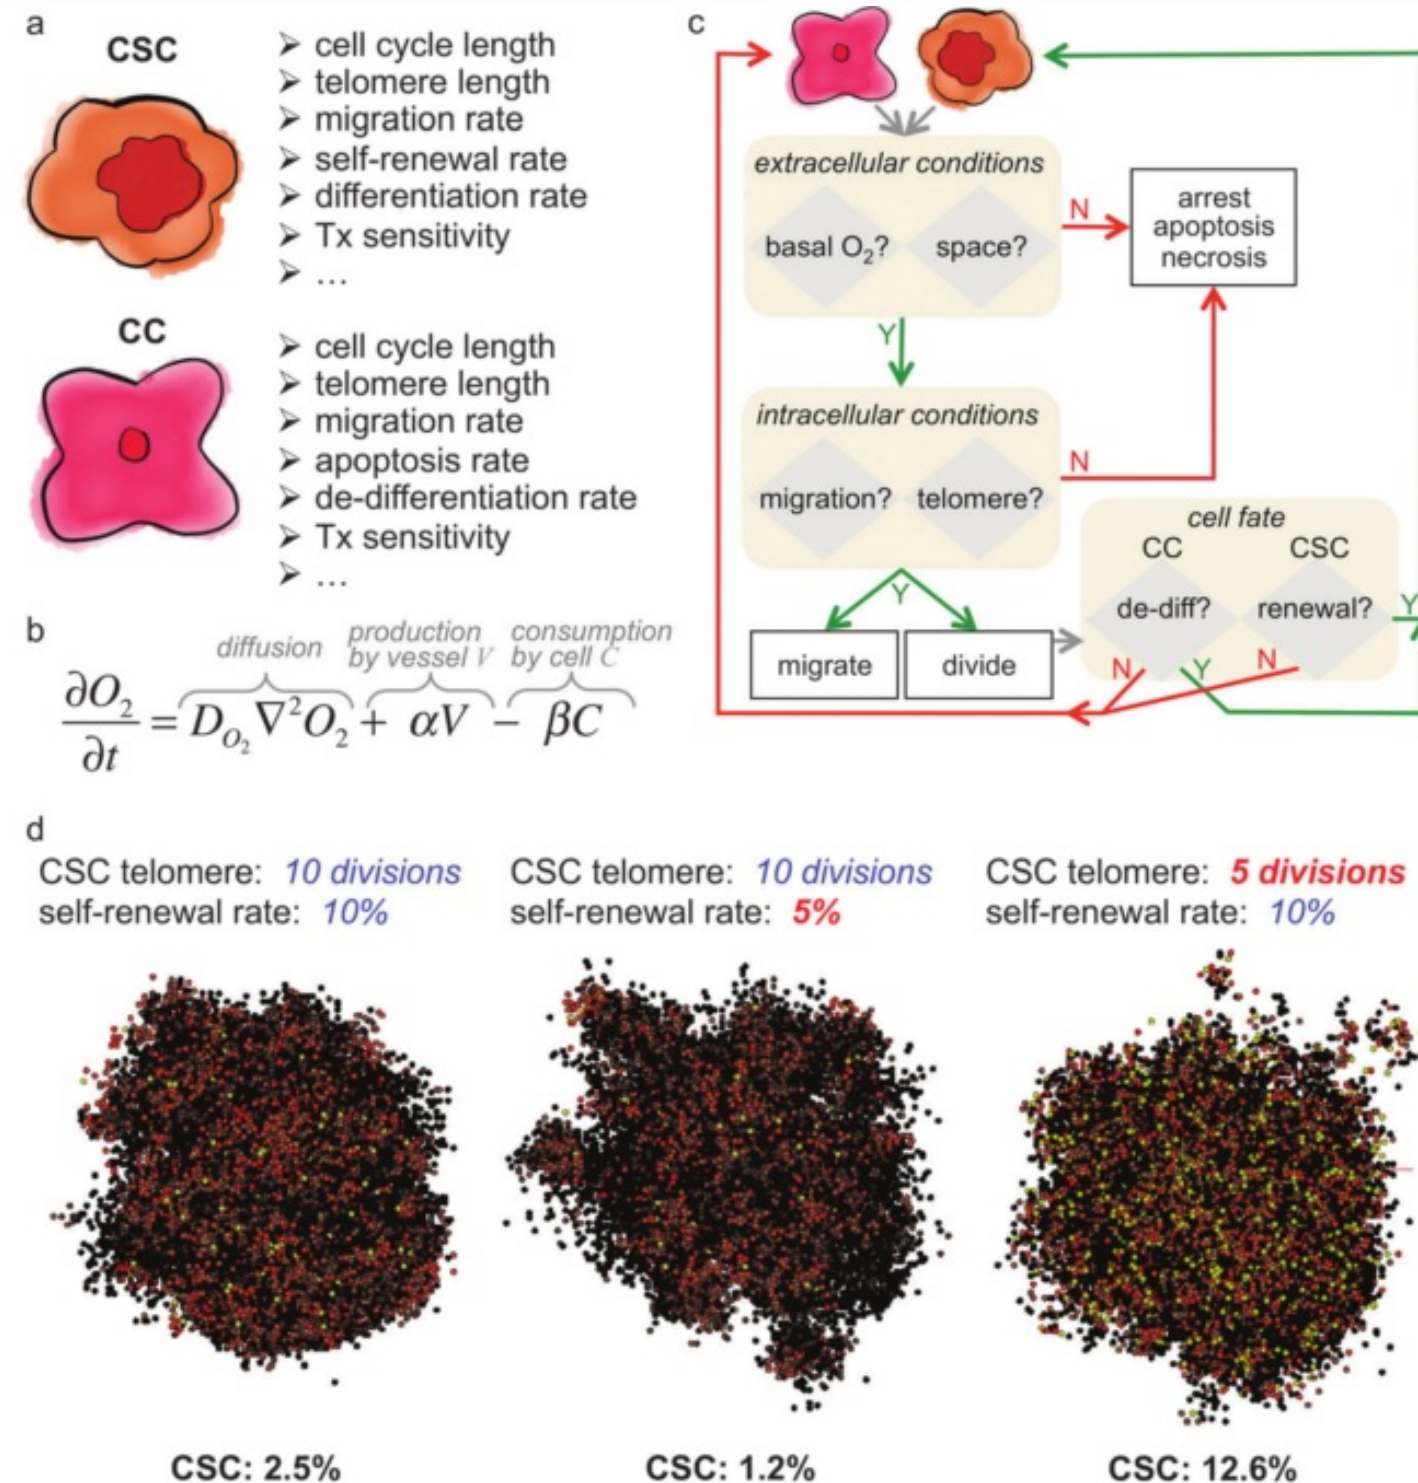 a
CSC
➢ cell cycle length
➢ telomere length
➢ migration rate
➢ self-renewal rate
➢ differentiation rate
➢ Tx sensitivity
➢ ...
CC
➢ cell cycle length
➢ telomere length
➢ migration rate
➢ apoptosis rate
➢ de-differentiation rate
➢ Tx sensitivity
➢ ...
b
diffusion
production by vessel V
consumption by cell C
∂O₂/∂t = D_O₂ ∇²O₂ + αV − βC
c
extracellular conditions
basal O₂?
space?
N
arrest
apoptosis
necrosis
Y
intracellular conditions
migration?
telomere?
N
Y
migrate
divide
cell fate
CC
CSC
de-diff?
renewal?
Y
N
Y
N
d
CSC telomere: 10 divisions
self-renewal rate: 10%
CSC: 2.5%
CSC telomere: 10 divisions
self-renewal rate: 5%
CSC: 1.2%
CSC telomere: 5 divisions
self-renewal rate: 10%
CSC: 12.6%